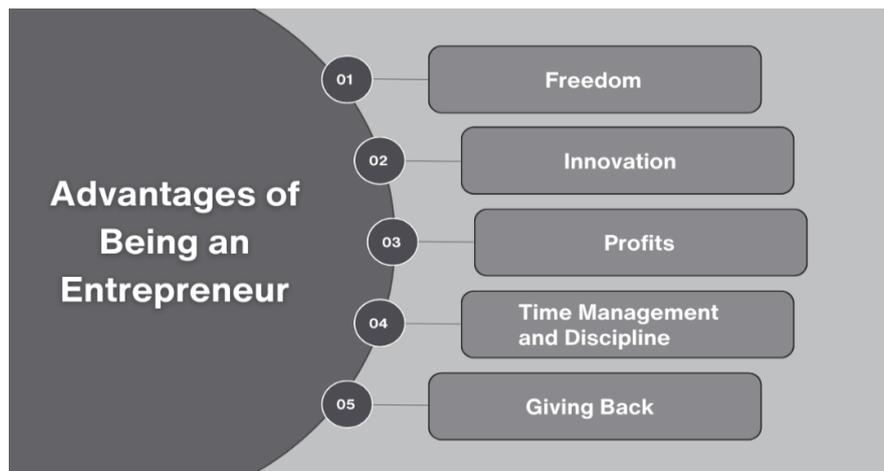 Advantages of
Being an
Entrepreneur
01
Freedom
02
Innovation
03
Profits
04
Time Management
and Discipline
05
Giving Back